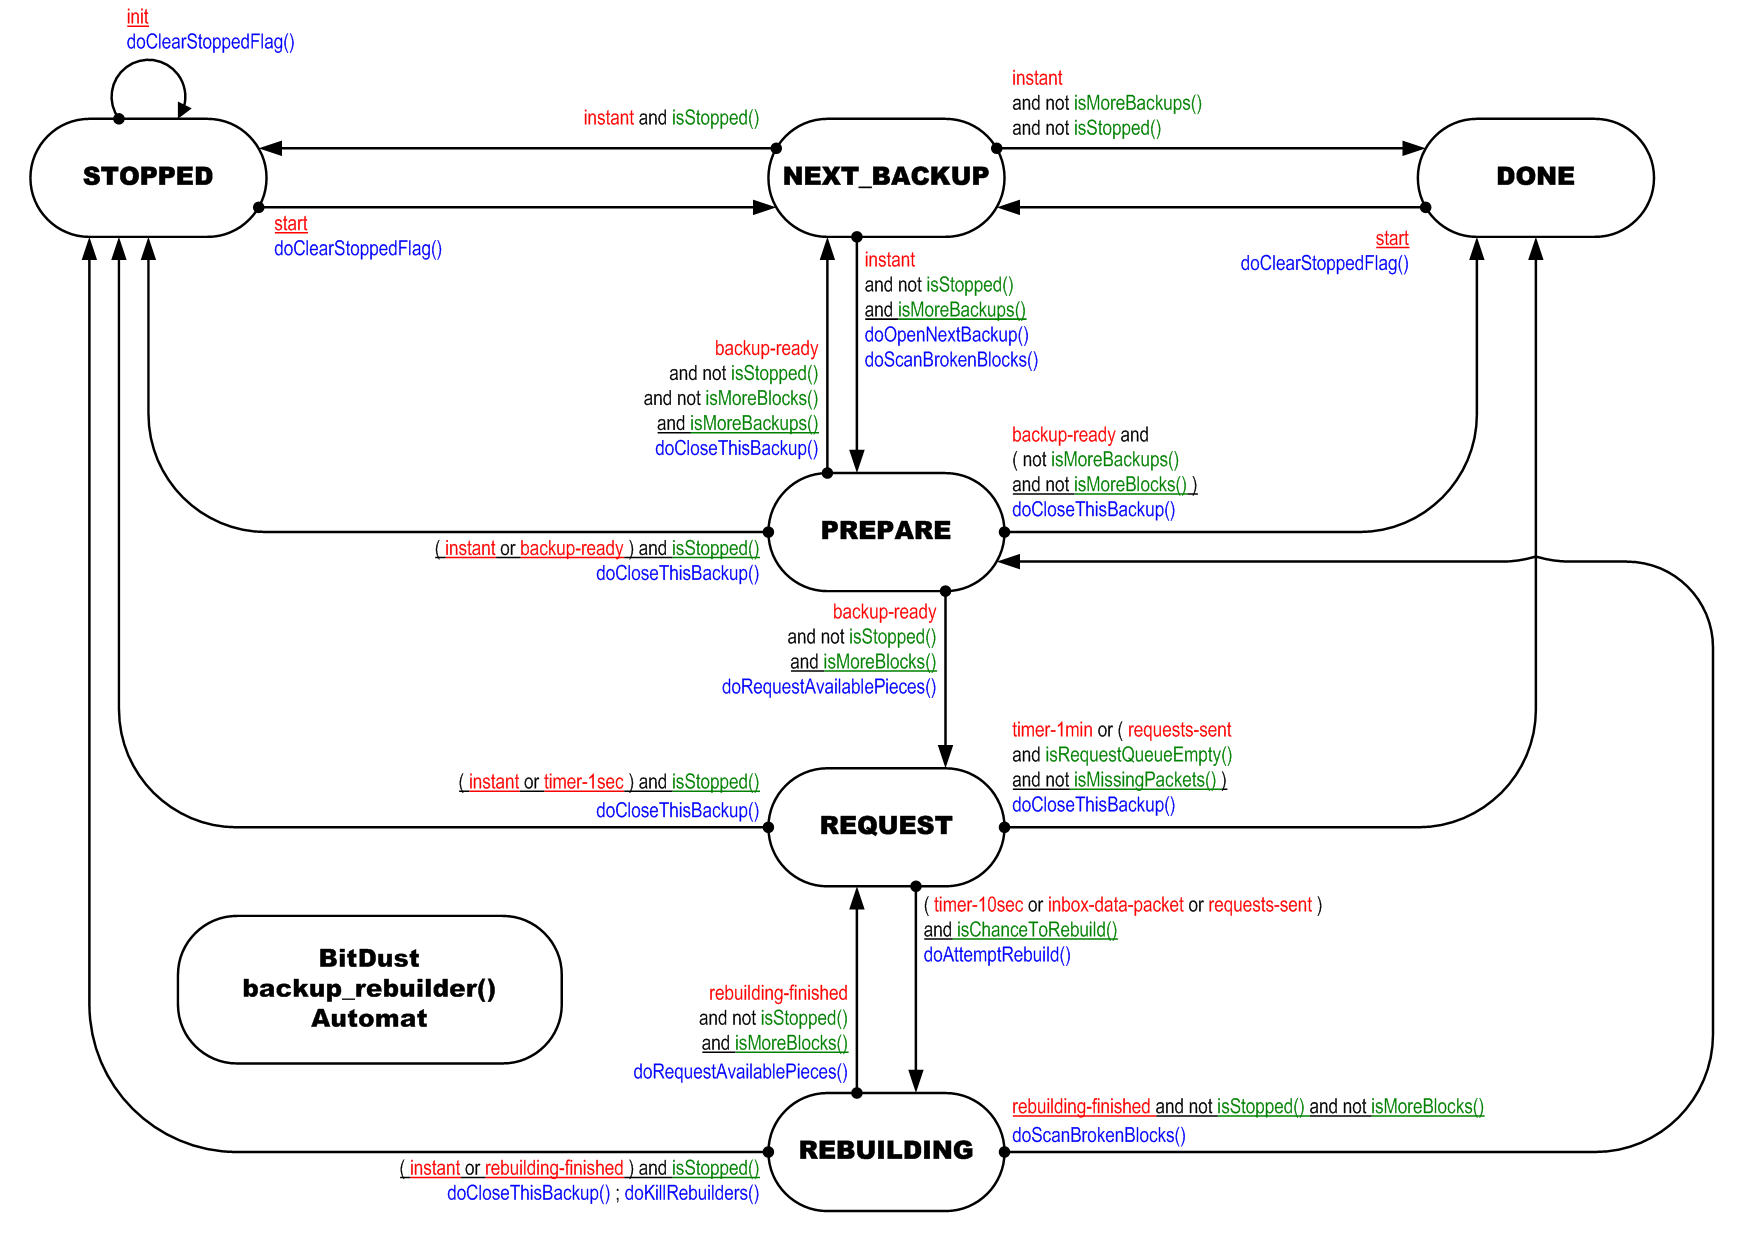 init
doClearStoppedFlag()
instant
and not isMoreBackups()
and not isStopped()
instant and isStopped()
STOPPED
NEXT_BACKUP
DONE
start
doClearStoppedFlag()
start
doClearStoppedFlag()
instant
and not isStopped()
and isMoreBackups()
doOpenNextBackup()
doScanBrokenBlocks()
backup-ready
and not isStopped()
and not isMoreBlocks()
and isMoreBackups()
doCloseThisBackup()
backup-ready and
( not isMoreBackups()
and not isMoreBlocks() )
doCloseThisBackup()
PREPARE
( instant or backup-ready ) and isStopped()
doCloseThisBackup()
backup-ready
and not isStopped()
and isMoreBlocks()
doRequestAvailablePieces()
timer-1min or ( requests-sent
and isRequestQueueEmpty()
and not isMissingPackets() )
doCloseThisBackup()
( instant or timer-1sec ) and isStopped()
doCloseThisBackup()
REQUEST
( timer-10sec or inbox-data-packet or requests-sent )
and isChanceToRebuild()
doAttemptRebuild()
BitDust
backup_rebuilder()
Automat
rebuilding-finished
and not isStopped()
and isMoreBlocks()
doRequestAvailablePieces()
rebuilding-finished and not isStopped() and not isMoreBlocks()
doScanBrokenBlocks()
REBUILDING
( instant or rebuilding-finished ) and isStopped()
doCloseThisBackup() ; doKillRebuilders()